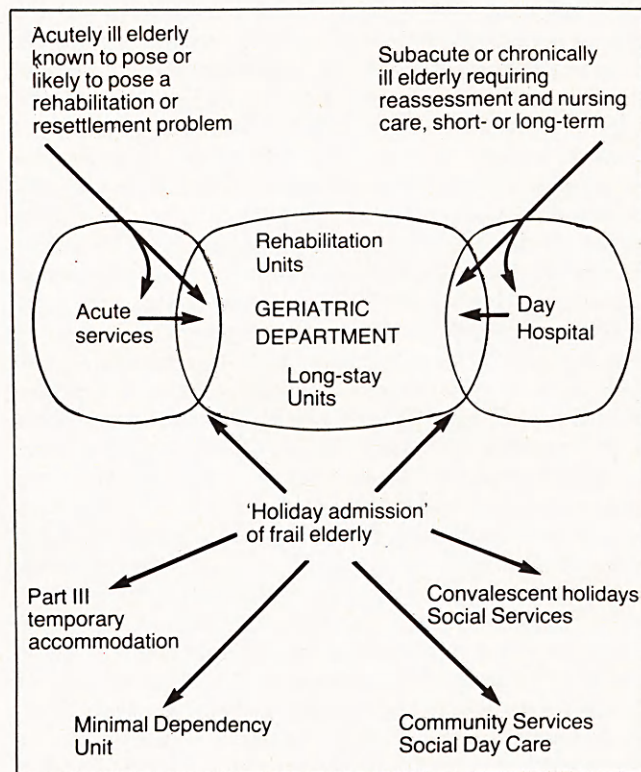 Acutely ill elderly
known to pose or
likely to pose a
rehabilitation or
resettlement problem
Subacute or chronically
ill elderly requiring
reassessment and nursing
care, short- or long-term
Rehabilitation
Units
Acute
services
GERIATRIC
DEPARTMENT
Day
Hospital
Long-stay
Units
'Holiday admission'
of frail elderly
Part III
temporary
accommodation
Convalescent holidays
Social Services
Minimal Dependency
Unit
Community Services
Social Day Care